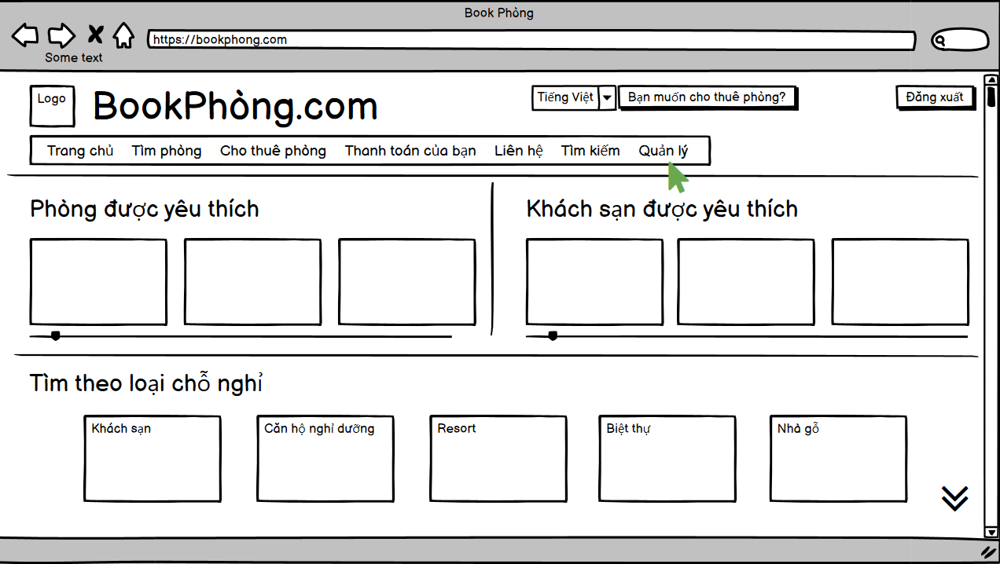 Book Phòng
https://bookphong.com
Some text
Logo
BookPhòng.com
Tiếng Việt
Bạn muốn cho thuê phòng?
Đăng xuất
Trang chủ Tìm phòng Cho thuê phòng Thanh toán của bạn Liên hệ Tìm kiếm Quản lý
Phòng được yêu thích
Khách sạn được yêu thích
Tìm theo loại chỗ nghỉ
Khách sạn
Căn hộ nghỉ dưỡng
Resort
Biệt thự
Nhà gỗ